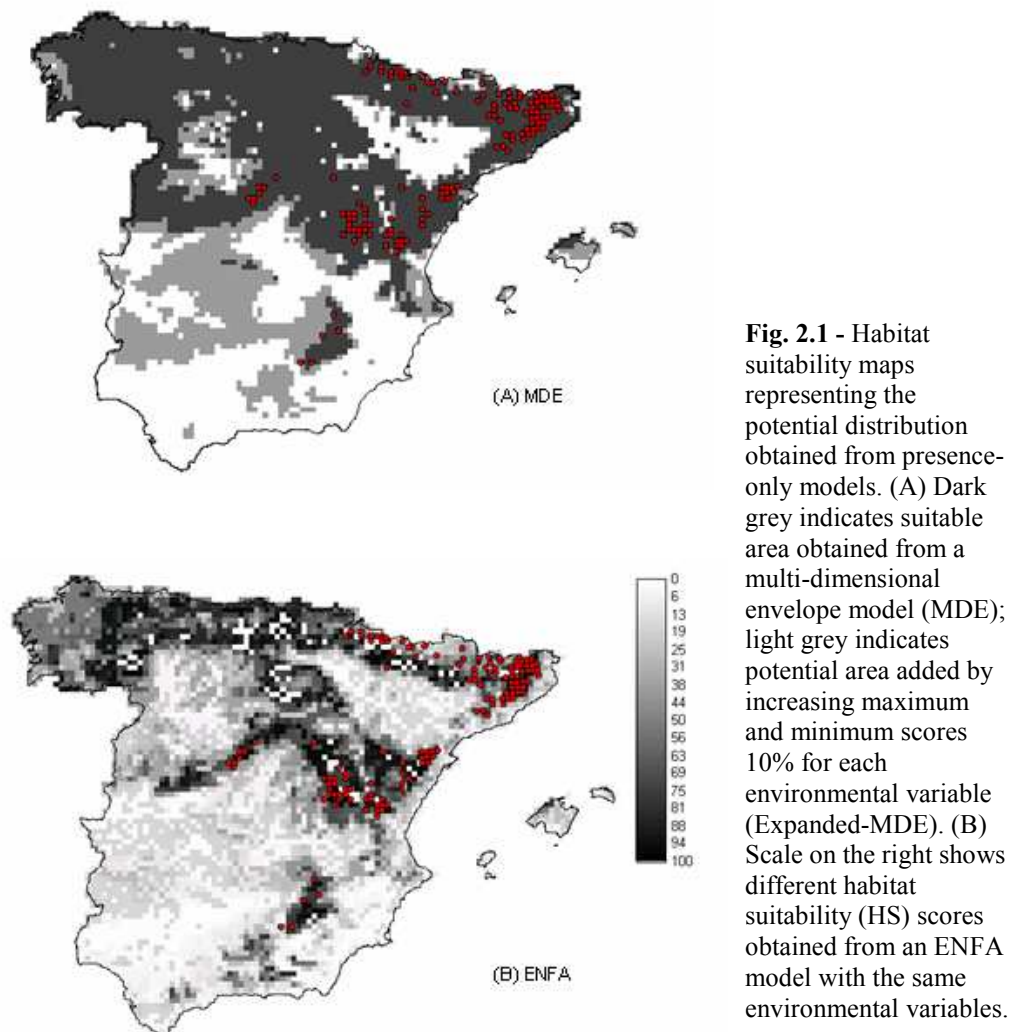 (A) MDE
Fig. 2.1 - Habitat
suitability maps
representing the
potential distribution
obtained from presence-
only models. (A) Dark
grey indicates suitable
area obtained from a
multi-dimensional
envelope model (MDE);
light grey indicates
potential area added by
increasing maximum
and minimum scores
10% for each
environmental variable
(Expanded-MDE). (B)
Scale on the right shows
different habitat
suitability (HS) scores
obtained from an ENFA
model with the same
environmental variables.
0
6
13
19
25
31
38
44
50
56
63
69
75
81
88
94
100
(B) ENFA